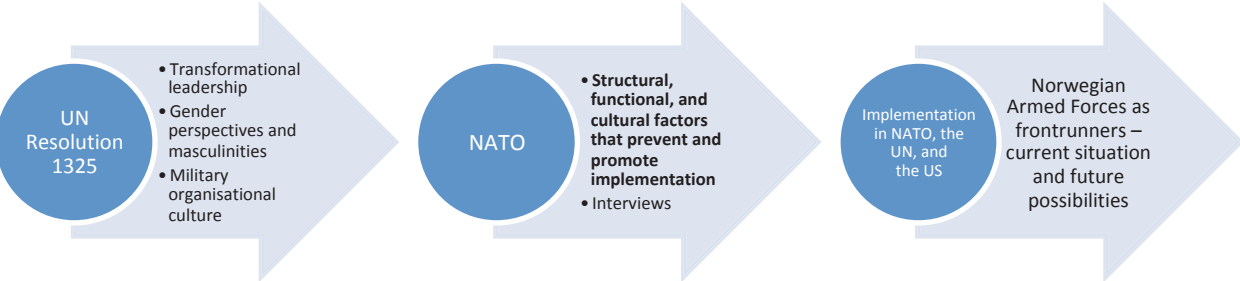 UN
Resolution
1325
• Transformational
leadership
• Gender
perspectives and
masculinities
• Military
organisational
culture
NATO
• Structural,
functional, and
cultural factors
that prevent and
promote
implementation
• Interviews
Implementation
in NATO, the
UN, and
the US
Norwegian
Armed Forces as
frontrunners –
current situation
and future
possibilities